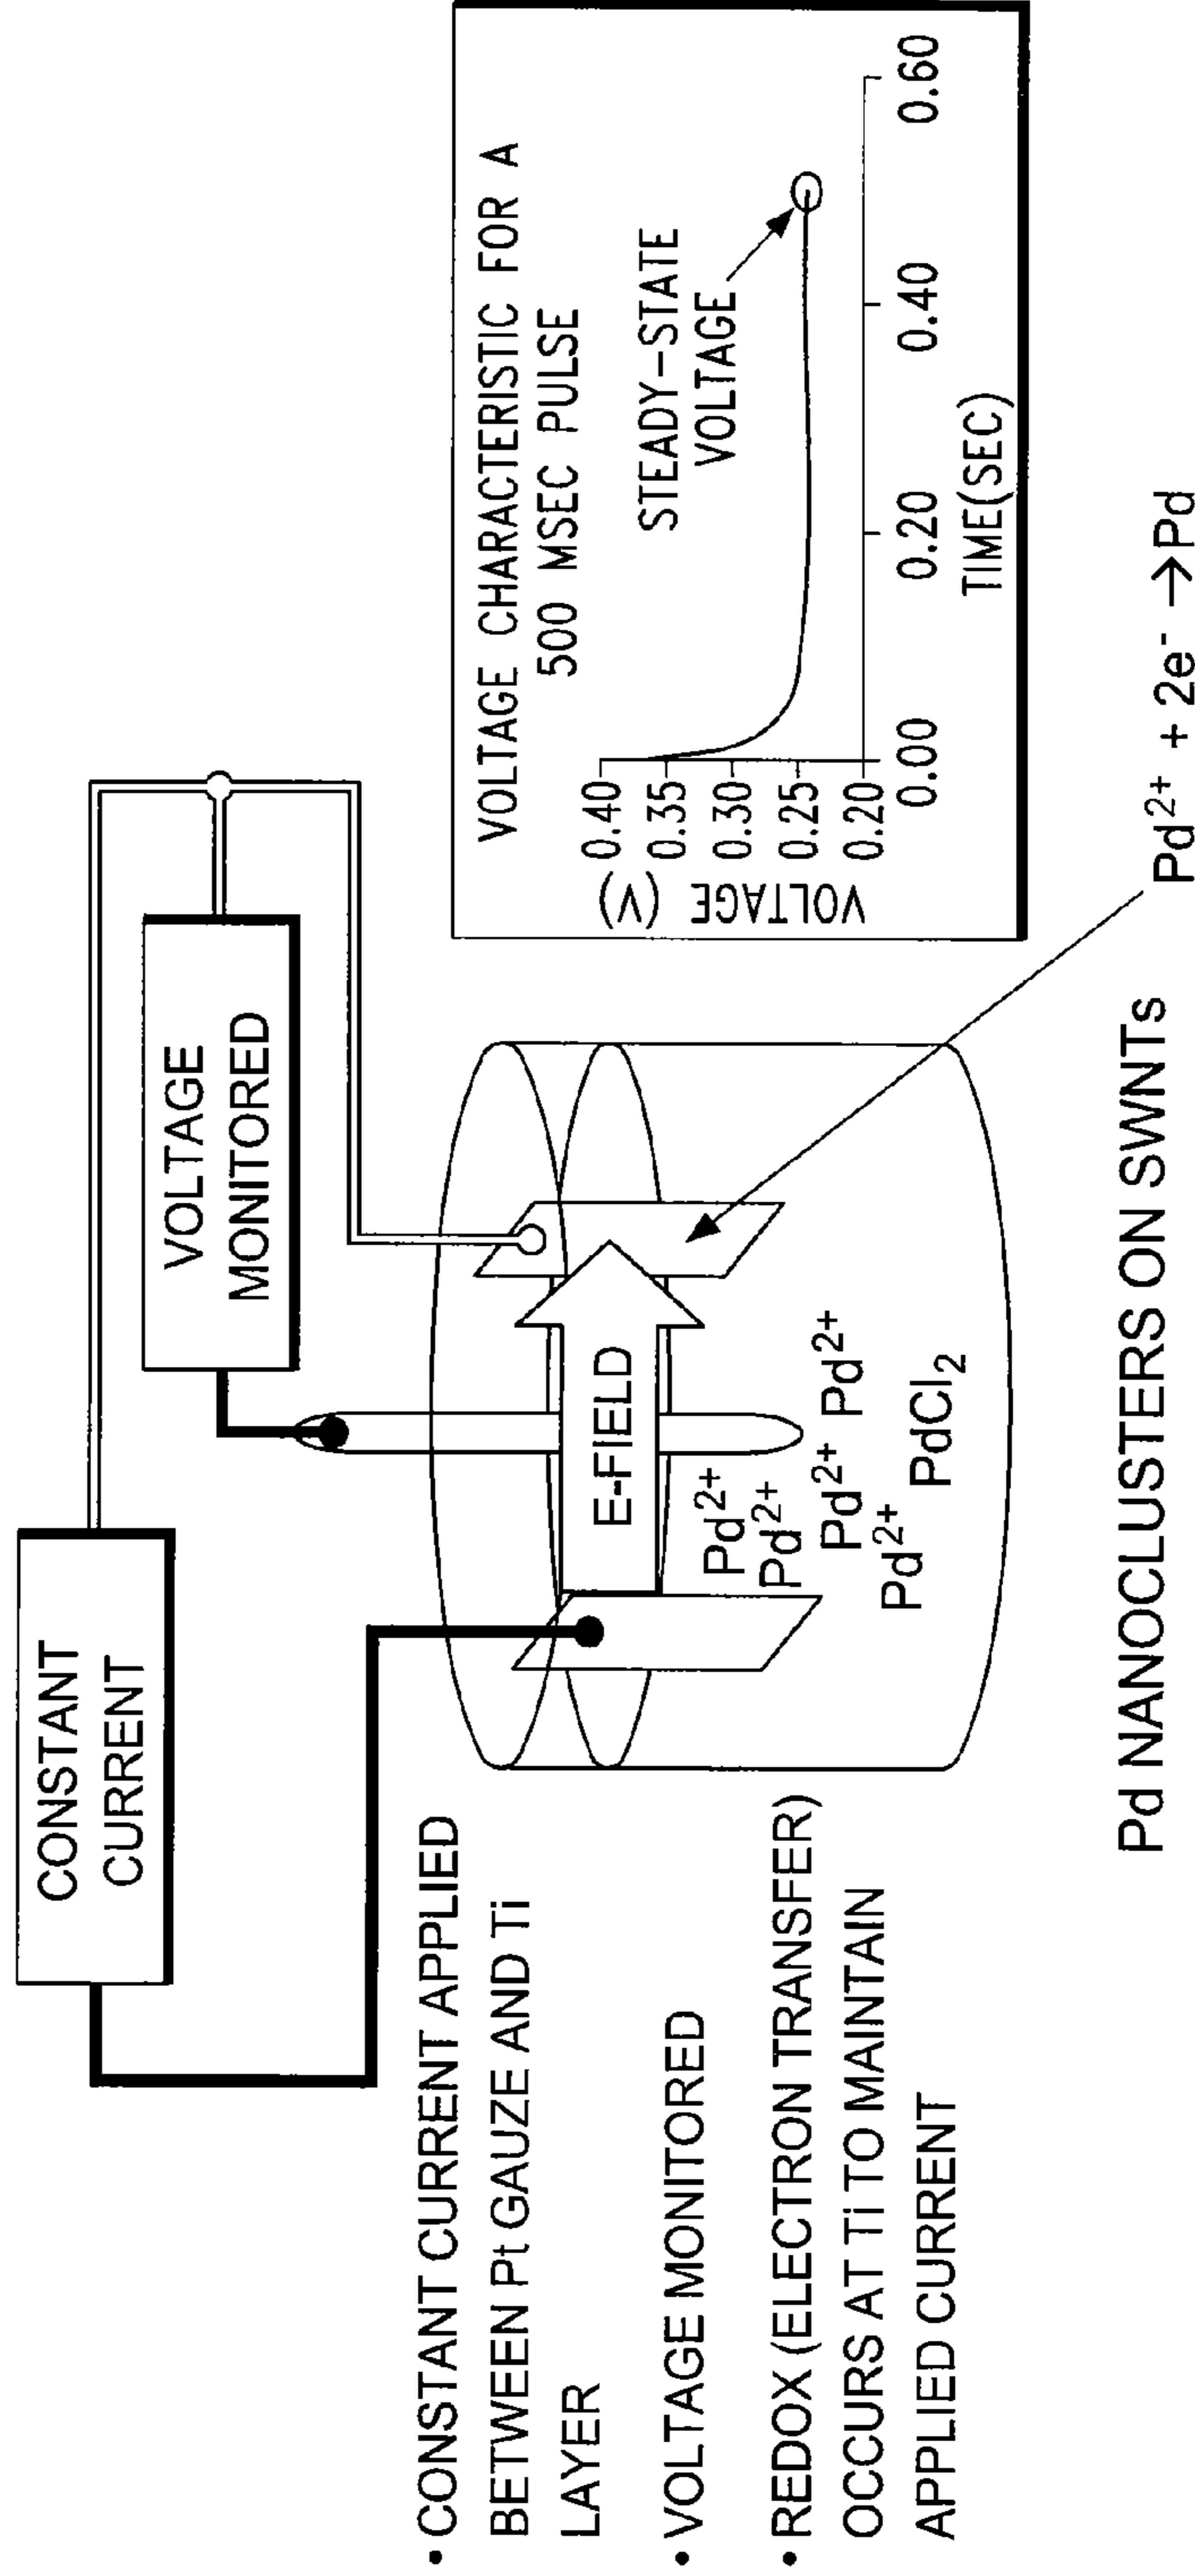 CONSTANT
CURRENT
VOLTAGE
MONITORED
• CONSTANT CURRENT APPLIED
BETWEEN Pt GAUZE AND Ti
LAYER
• VOLTAGE MONITORED
• REDOX (ELECTRON TRANSFER)
OCCURS AT Ti TO MAINTAIN
APPLIED CURRENT
E-FIELD
Pd²⁺
Pd²⁺
Pd²⁺ Pd²⁺
Pd²⁺
PdCl₂
VOLTAGE CHARACTERISTIC FOR A
500 MSEC PULSE
STEADY-STATE
VOLTAGE
VOLTAGE (V)
0.40
0.35
0.30
0.25
0.20
0.00 0.20 0.40 0.60
TIME(SEC)
Pd²⁺ + 2e⁻ →Pd
Pd NANOCLUSTERS ON SWNTs